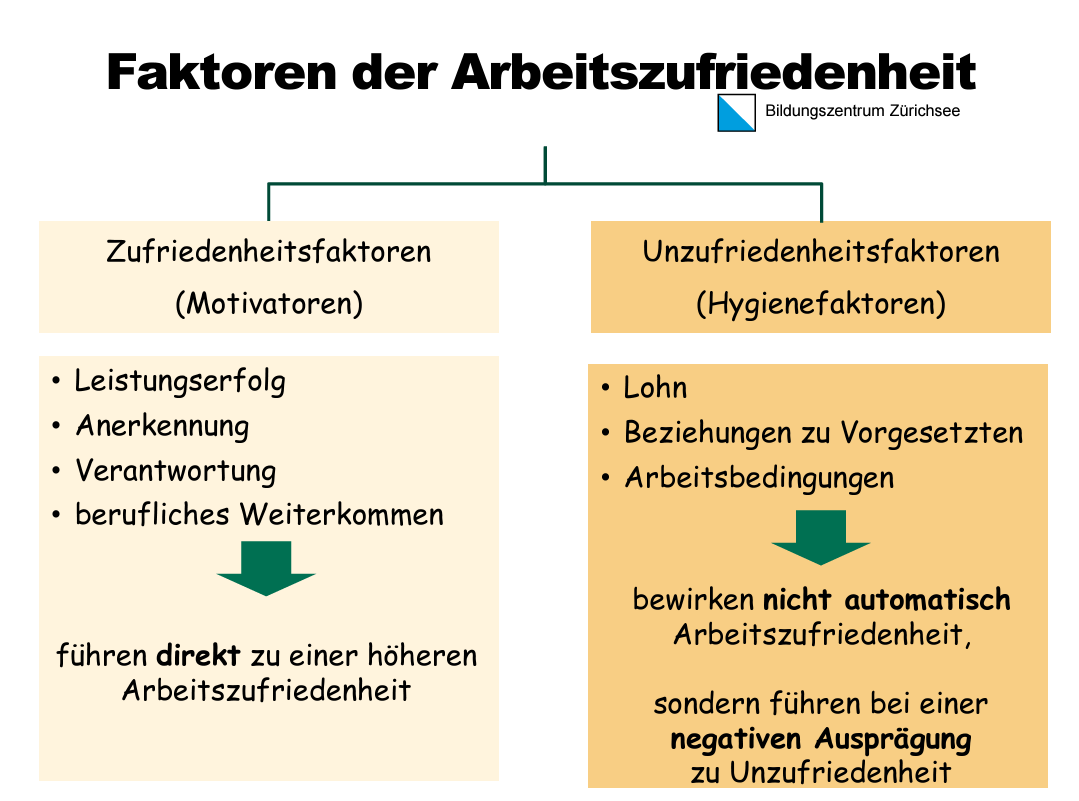 Faktoren der Arbeitszufriedenheit
Bildungszentrum Zürichsee
Zufriedenheitsfaktoren
(Motivatoren)
• Leistungserfolg
• Anerkennung
• Verantwortung
• berufliches Weiterkommen
führen direkt zu einer höheren
Arbeitszufriedenheit
Unzufriedenheitsfaktoren
(Hygienefaktoren)
• Lohn
• Beziehungen zu Vorgesetzten
• Arbeitsbedingungen
bewirken nicht automatisch
Arbeitszufriedenheit,
sondern führen bei einer
negativen Ausprägung
zu Unzufriedenheit